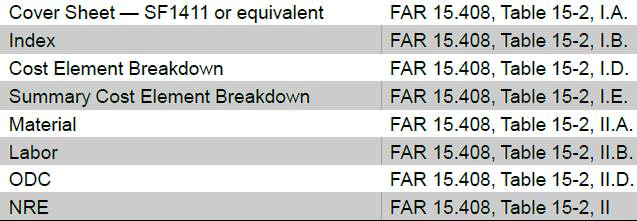 Cover Sheet — SF1411 or equivalent FAR 15.408, Table 15-2, I.A.
Index FAR 15.408, Table 15-2, I.B.
Cost Element Breakdown FAR 15.408, Table 15-2, I.D.
Summary Cost Element Breakdown FAR 15.408, Table 15-2, I.E.
Material FAR 15.408, Table 15-2, II.A.
Labor FAR 15.408, Table 15-2, II.B.
ODC FAR 15.408, Table 15-2, II.D.
NRE FAR 15.408, Table 15-2, II